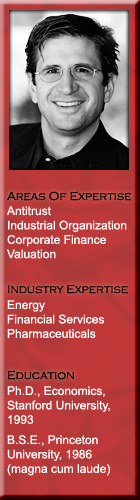 Areas Of Expertise
Antitrust
Industrial Organization
Corporate Finance
Valuation
Industry Expertise
Energy
Financial Services
Pharmaceuticals
Education
Ph.D., Economics,
Stanford University,
1993
B.S.E., Princeton
University, 1986
(magna cum laude)